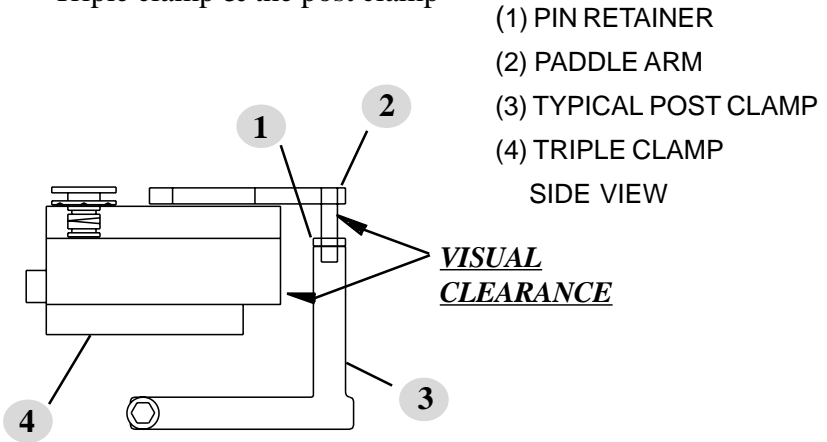 Triple clamp & the post clamp
(1) PIN RETAINER
(2) PADDLE ARM
(3) TYPICAL POST CLAMP
(4) TRIPLE CLAMP
SIDE VIEW
1
2
VISUAL
CLEARANCE
3
4